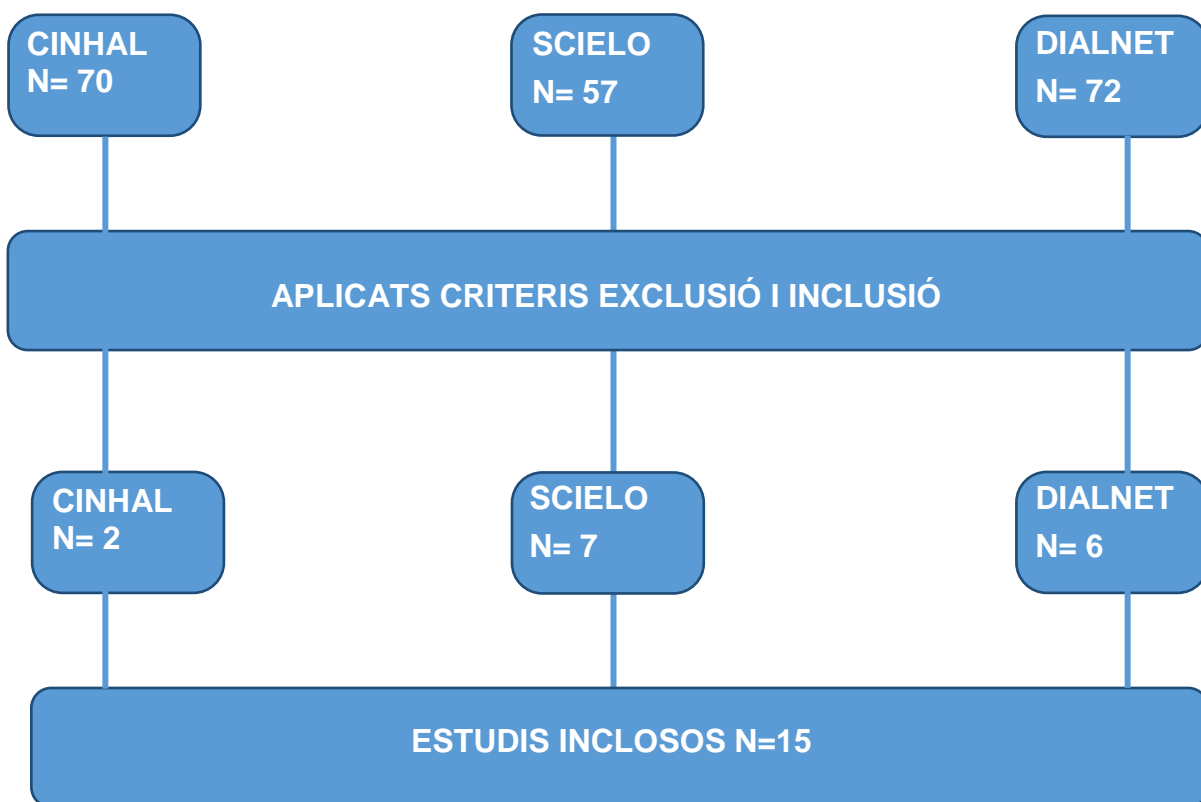 CINHAL
N= 70
SCIELO
N= 57
DIALNET
N= 72
APLICATS CRITERIS EXCLUSIÓ I INCLUSIÓ
CINHAL
N= 2
SCIELO
N= 7
DIALNET
N= 6
ESTUDIS INCLOSOS N=15